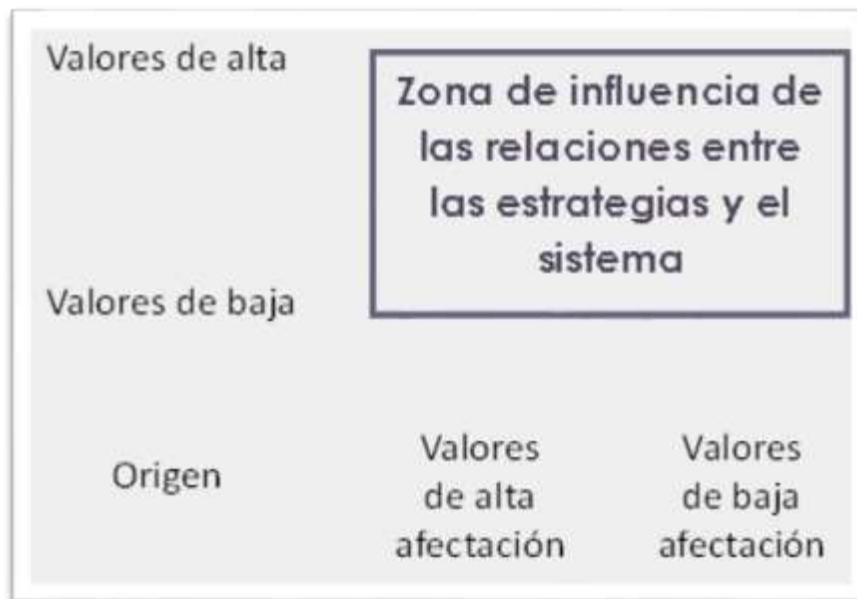 Valores de alta
Zona de influencia de
las relaciones entre
las estrategias y el
sistema
Valores de baja
Origen
Valores
de alta
afectación
Valores
de baja
afectación